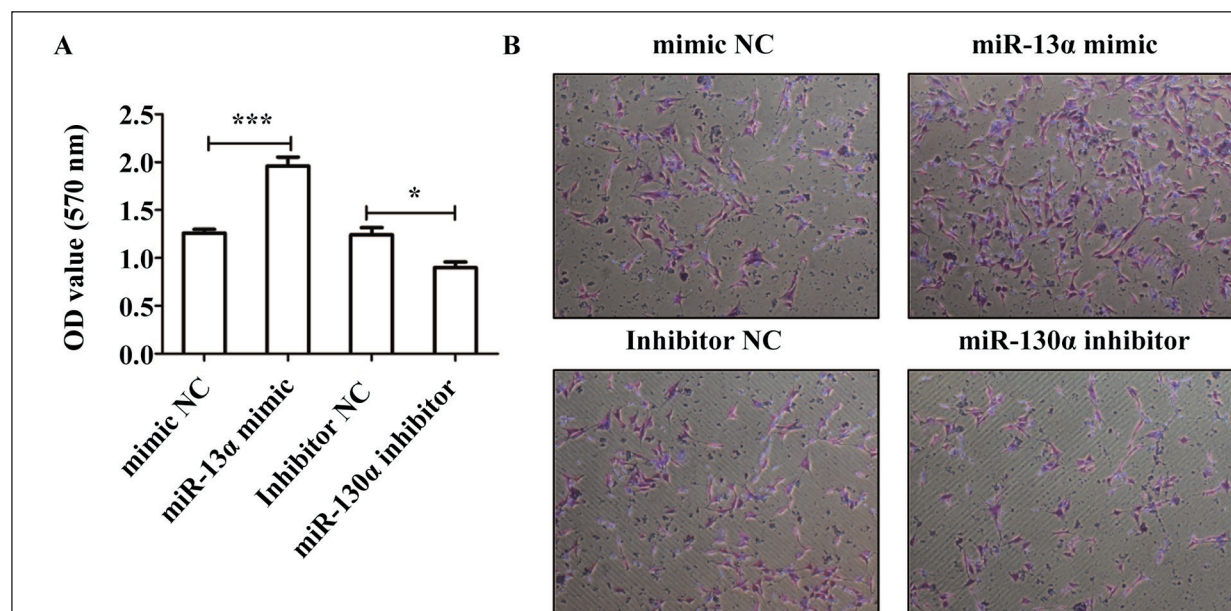 A
OD value (570 nm)
2.5
2.0
1.5
1.0
0.5
0.0
***
*
mimic NC
miR-13α mimic
Inhibitor NC
miR-130α inhibitor
B
mimic NC
miR-13α mimic
Inhibitor NC
miR-130α inhibitor